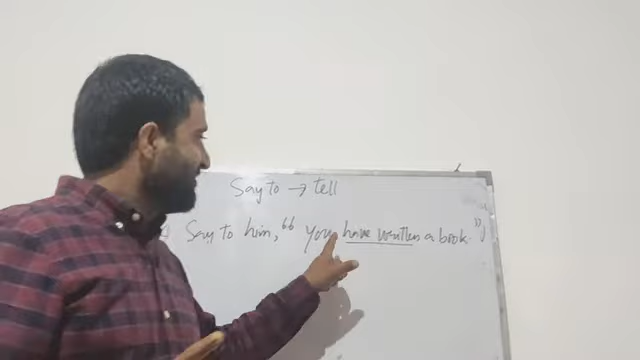 Say to → tell
Say to him, “ you have written a book ”